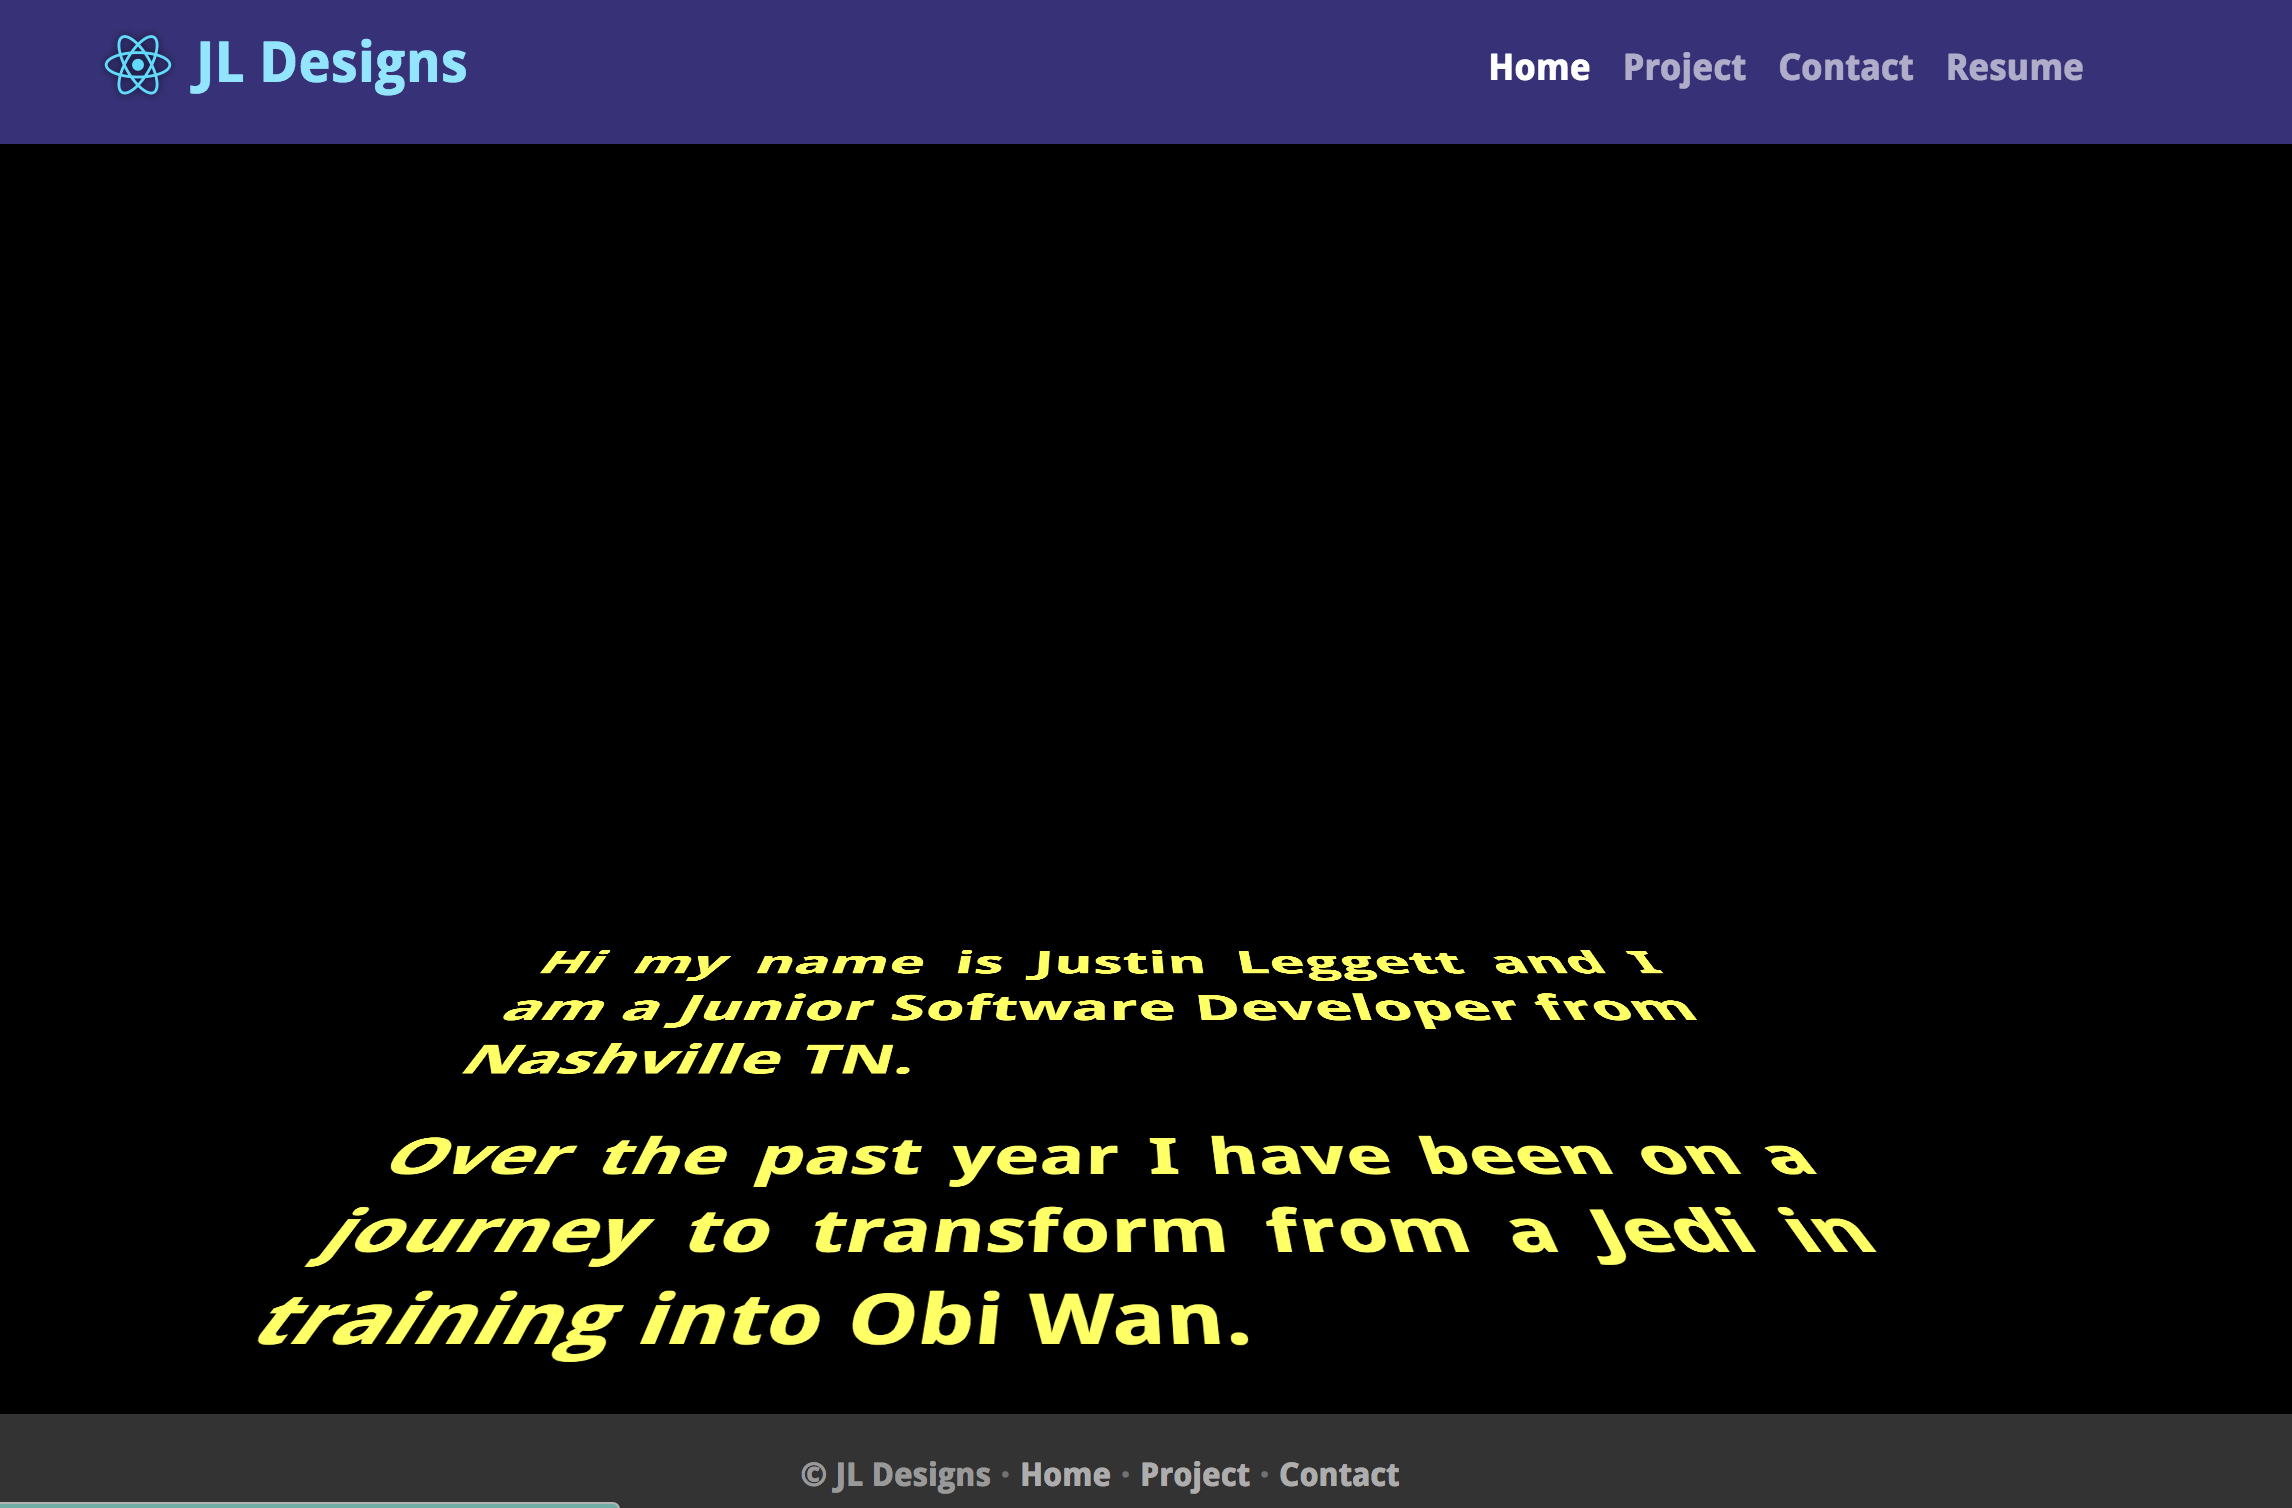 JL Designs
Home Project Contact Resume
Hi my name is Justin Leggett and I
am a Junior Software Developer from
Nashville TN.
Over the past year I have been on a
journey to transform from a Jedi in
training into Obi Wan.
© JL Designs · Home · Project · Contact